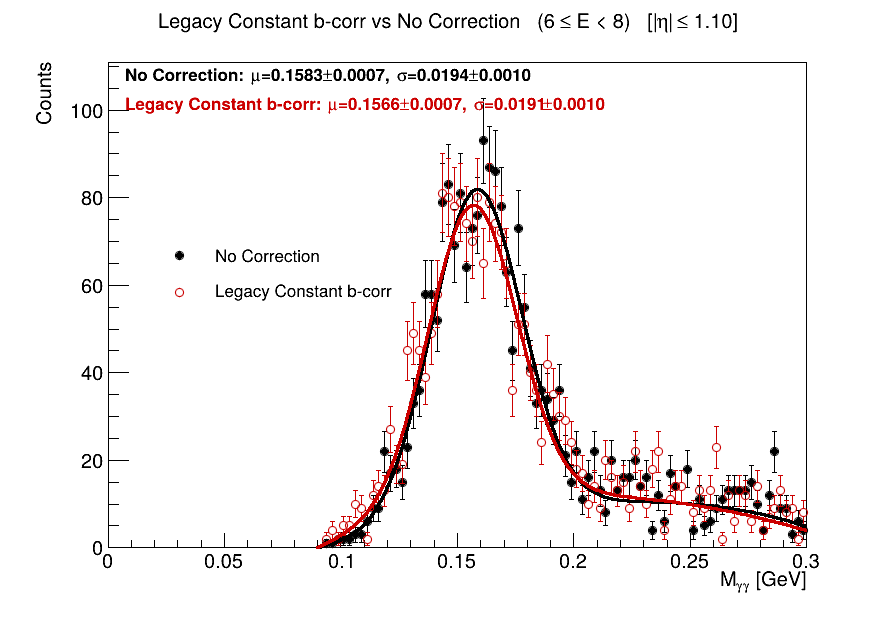 Legacy Constant b-corr vs No Correction (6 ≤ E < 8) [|η| ≤ 1.10]
Counts
No Correction: μ=0.1583±0.0007, σ=0.0194±0.0010
Legacy Constant b-corr: μ=0.1566±0.0007, σ=0.0191±0.0010
100
80
60
40
20
0
No Correction
Legacy Constant b-corr
0 0.05 0.1 0.15 0.2 0.25 0.3
Mγγ [GeV]